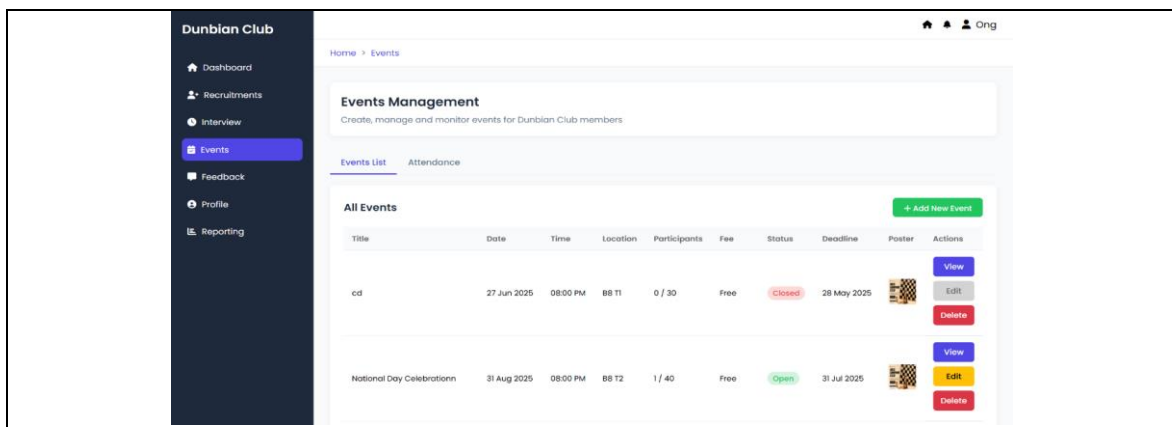 Dunbian Club
Ong
Home > Events
Dashboard
Recruitments
Interview
Events
Feedback
Profile
Reporting
Events Management
Create, manage and monitor events for Dunbian Club members
Events List Attendance
All Events
+ Add New Event
Title Date Time Location Participants Fee Status Deadline Poster Actions
View
cd 27 Jun 2025 08:00 PM B8 T1 0 / 30 Free Closed 28 May 2025 Edit
Delete
View
National Day Celebrationn 31 Aug 2025 08:00 PM B8 T2 1 / 40 Free Open 31 Jul 2025 Edit
Delete